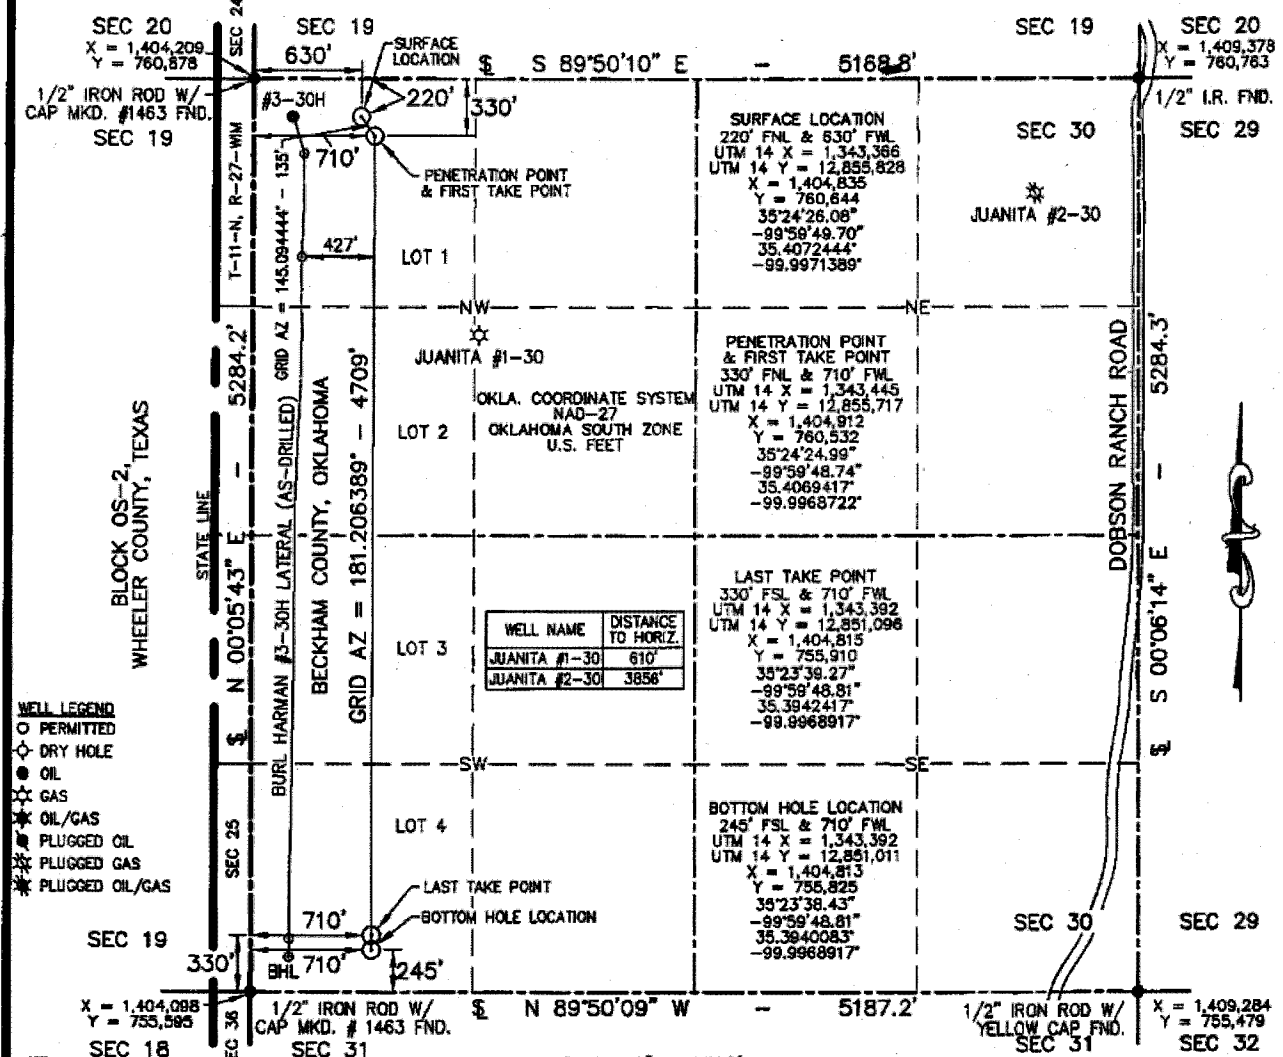 SEC 20
X = 1,404,209
Y = 760,878
SEC 24
SEC 19
630'
SURFACE
LOCATION
S 89°50'10" E - 5168.8'
SEC 19
SEC 20
X = 1,409,378
Y = 760,763
1/2" IRON ROD W/
CAP MKD. #1463 FND.
SEC 19
#3-30H
220'
330'
710'
PENETRATION POINT
& FIRST TAKE POINT
1/2" I.R. FND.
SEC 30
SEC 29
JUANITA #2-30
SURFACE LOCATION
220' FNL & 630' FWL
UTM 14 X = 1,343,366
UTM 14 Y = 12,855,828
X = 1,404,835
Y = 760,644
35°24'26.08"
-99°59'49.70"
35.4072444°
-99.9971389°
T-11-N, R-27-WIM
GRID AZ = 145.094444° - 135'
427'
LOT 1
NW
NE
JUANITA #1-30
PENETRATION POINT
& FIRST TAKE POINT
330' FNL & 710' FWL
UTM 14 X = 1,343,445
UTM 14 Y = 12,855,717
X = 1,404,912
Y = 760,532
35°24'24.99"
-99°59'48.74"
35.4069417°
-99.9968722°
OKLA. COORDINATE SYSTEM
NAD-27
OKLAHOMA SOUTH ZONE
U.S. FEET
LOT 2
BLOCK OS-2,
WHEELER COUNTY, TEXAS
STATE LINE
N 00°05'43" E - 5284.2'
BURL HARMAN #3-30H LATERAL (AS-DRILLED)
BECKHAM COUNTY, OKLAHOMA
GRID AZ = 181.206389° - 4709'
DOBSON RANCH ROAD
S 00°06'14" E - 5284.3'
LOT 3
WELL NAME DISTANCE TO HORIZ.
JUANITA #1-30 610'
JUANITA #2-30 3856'
LAST TAKE POINT
330' FSL & 710' FWL
UTM 14 X = 1,343,392
UTM 14 Y = 12,851,096
X = 1,404,815
Y = 755,910
35°23'39.27"
-99°59'48.81"
35.3942417°
-99.9968917°
WELL LEGEND
PERMITTED
DRY HOLE
OIL
GAS
OIL/GAS
PLUGGED OIL
PLUGGED GAS
PLUGGED OIL/GAS
SW
SE
SEC 25
LOT 4
BOTTOM HOLE LOCATION
245' FSL & 710' FWL
UTM 14 X = 1,343,392
UTM 14 Y = 12,851,011
X = 1,404,813
Y = 755,825
35°23'38.43"
-99°59'48.81"
35.3940083°
-99.9968917°
LAST TAKE POINT
BOTTOM HOLE LOCATION
710'
SEC 19
330'
BHL
710'
245'
SEC 30
SEC 29
X = 1,404,098
Y = 755,595
SEC 36
1/2" IRON ROD W/
CAP MKD. # 1463 FND.
N 89°50'09" W - 5187.2'
1/2" IRON ROD W/
YELLOW CAP FND.
X = 1,409,284
Y = 755,479
SEC 18
SEC 31
SEC 31
SEC 32